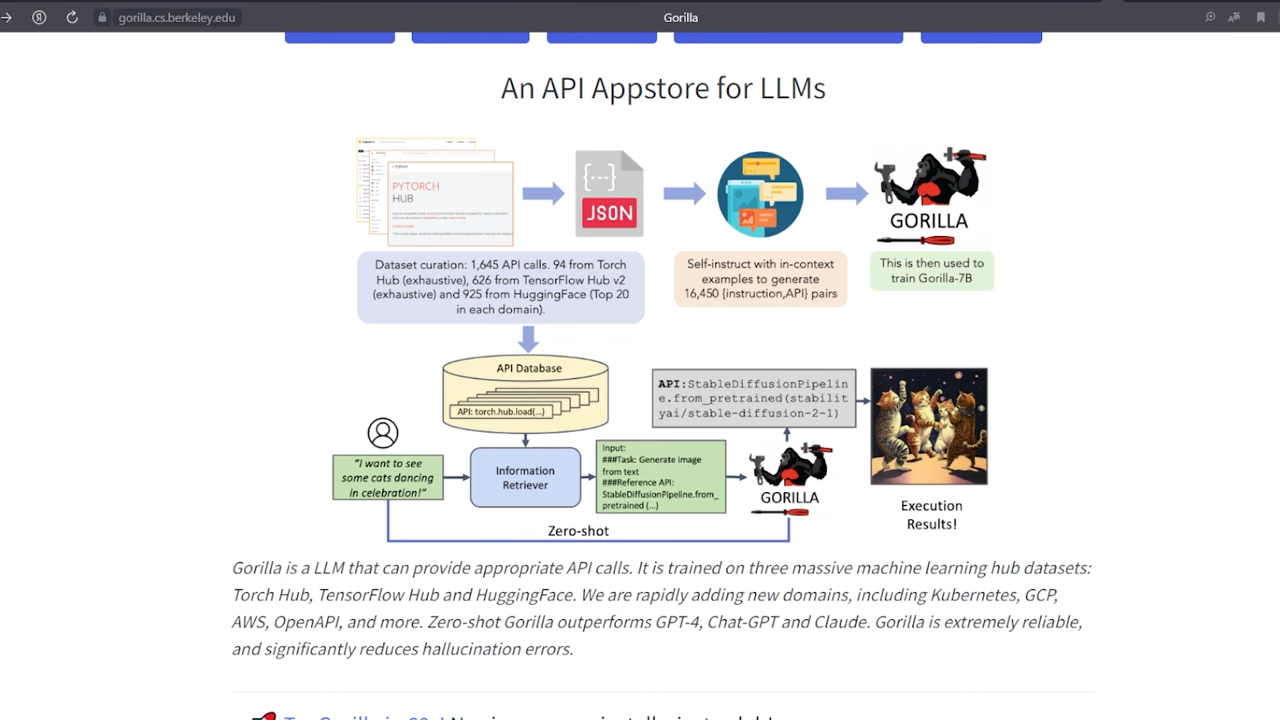 gorilla.cs.berkeley.edu
Gorilla
An API Appstore for LLMs
PYTORCH
HUB
JSON
GORILLA
Dataset curation: 1,645 API calls. 94 from Torch
Hub (exhaustive), 626 from TensorFlow Hub v2
(exhaustive) and 925 from HuggingFace (Top 20
in each domain).
Self-instruct with in-context
examples to generate
16,450 {instruction,API} pairs
This is then used to
train Gorilla-7B
API Database
API: torch.hub.load(...)
"I want to see
some cats dancing
in celebration!"
Information
Retriever
Input:
###Task: Generate image
from text
###Reference API:
StableDiffusionPipeline.from_
pretrained (...)
API:StableDiffusionPipelin
e.from_pretrained(stabilit
yai/stable-diffusion-2-1)
GORILLA
Execution
Results!
Zero-shot
Gorilla is a LLM that can provide appropriate API calls. It is trained on three massive machine learning hub datasets:
Torch Hub, TensorFlow Hub and HuggingFace. We are rapidly adding new domains, including Kubernetes, GCP,
AWS, OpenAPI, and more. Zero-shot Gorilla outperforms GPT-4, Chat-GPT and Claude. Gorilla is extremely reliable,
and significantly reduces hallucination errors.